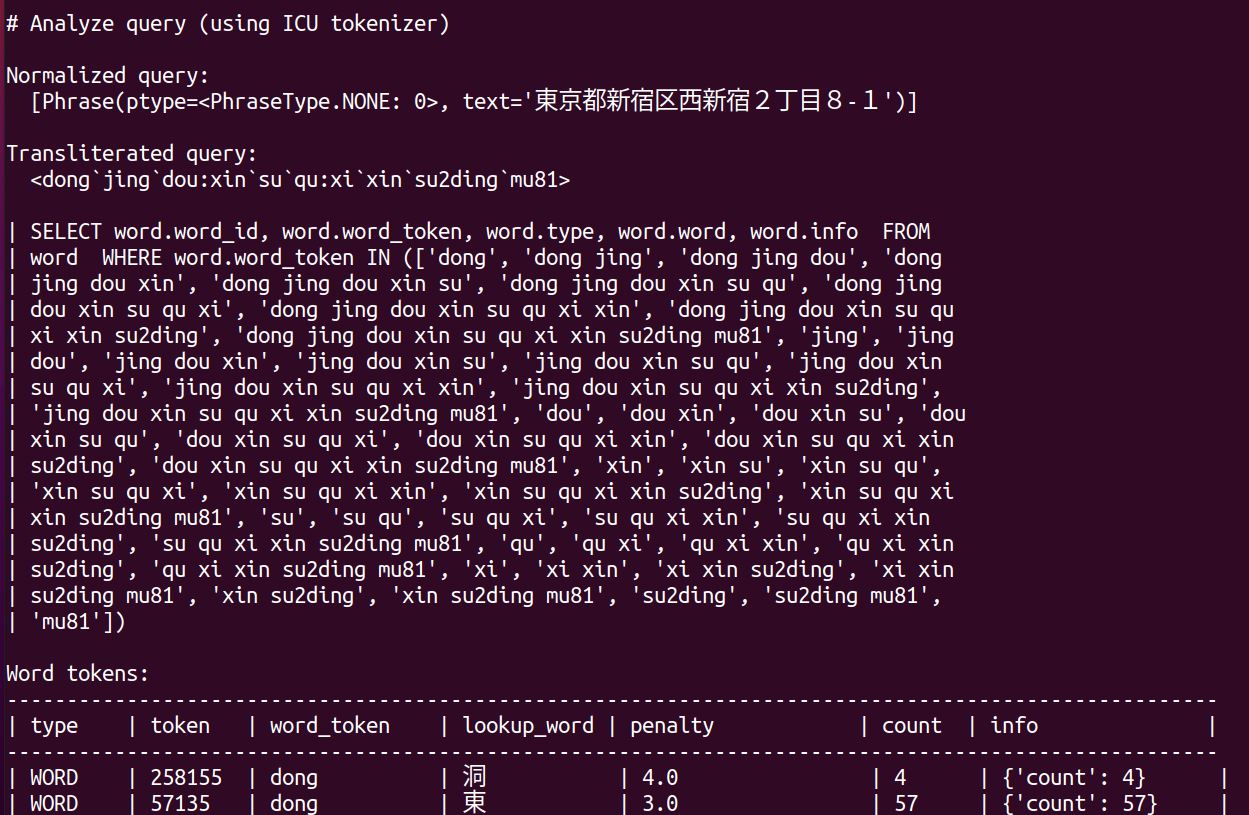 # Analyze query (using ICU tokenizer)
Normalized query:
[Phrase(ptype=<PhraseType.NONE: 0>, text='東京都新宿区西新宿２丁目８-１')]
Transliterated query:
<dong`jing`dou:xin`su`qu:xi`xin`su2ding`mu81>
| SELECT word.word_id, word.word_token, word.type, word.word, word.info  FROM
| word  WHERE word.word_token IN (['dong', 'dong jing', 'dong jing dou', 'dong
| jing dou xin', 'dong jing dou xin su', 'dong jing dou xin su qu', 'dong jing
| dou xin su qu xi', 'dong jing dou xin su qu xi xin', 'dong jing dou xin su qu
| xi xin su2ding', 'dong jing dou xin su qu xi xin su2ding mu81', 'jing', 'jing
| dou', 'jing dou xin', 'jing dou xin su', 'jing dou xin su qu', 'jing dou xin
| su qu xi', 'jing dou xin su qu xi xin', 'jing dou xin su qu xi xin su2ding',
| 'jing dou xin su qu xi xin su2ding mu81', 'dou', 'dou xin', 'dou xin su', 'dou
| xin su qu', 'dou xin su qu xi', 'dou xin su qu xi xin', 'dou xin su qu xi xin
| su2ding', 'dou xin su qu xi xin su2ding mu81', 'xin', 'xin su', 'xin su qu',
| 'xin su qu xi', 'xin su qu xi xin', 'xin su qu xi xin su2ding', 'xin su qu xi
| xin su2ding mu81', 'su', 'su qu', 'su qu xi', 'su qu xi xin', 'su qu xi xin
| su2ding', 'su qu xi xin su2ding mu81', 'qu', 'qu xi', 'qu xi xin', 'qu xi xin
| su2ding', 'qu xi xin su2ding mu81', 'xi', 'xi xin', 'xi xin su2ding', 'xi xin
| su2ding mu81', 'xin su2ding', 'xin su2ding mu81', 'su2ding', 'su2ding mu81',
| 'mu81'])
Word tokens:
-----------------------------------------------------------------------------------------------------
| type    | token   | word_token    | lookup_word | penalty            | count  | info              |
-----------------------------------------------------------------------------------------------------
| WORD    | 258155  | dong          | 洞           | 4.0                | 4      | {'count': 4}      |
| WORD    | 57135   | dong          | 東           | 3.0                | 57     | {'count': 57}     |